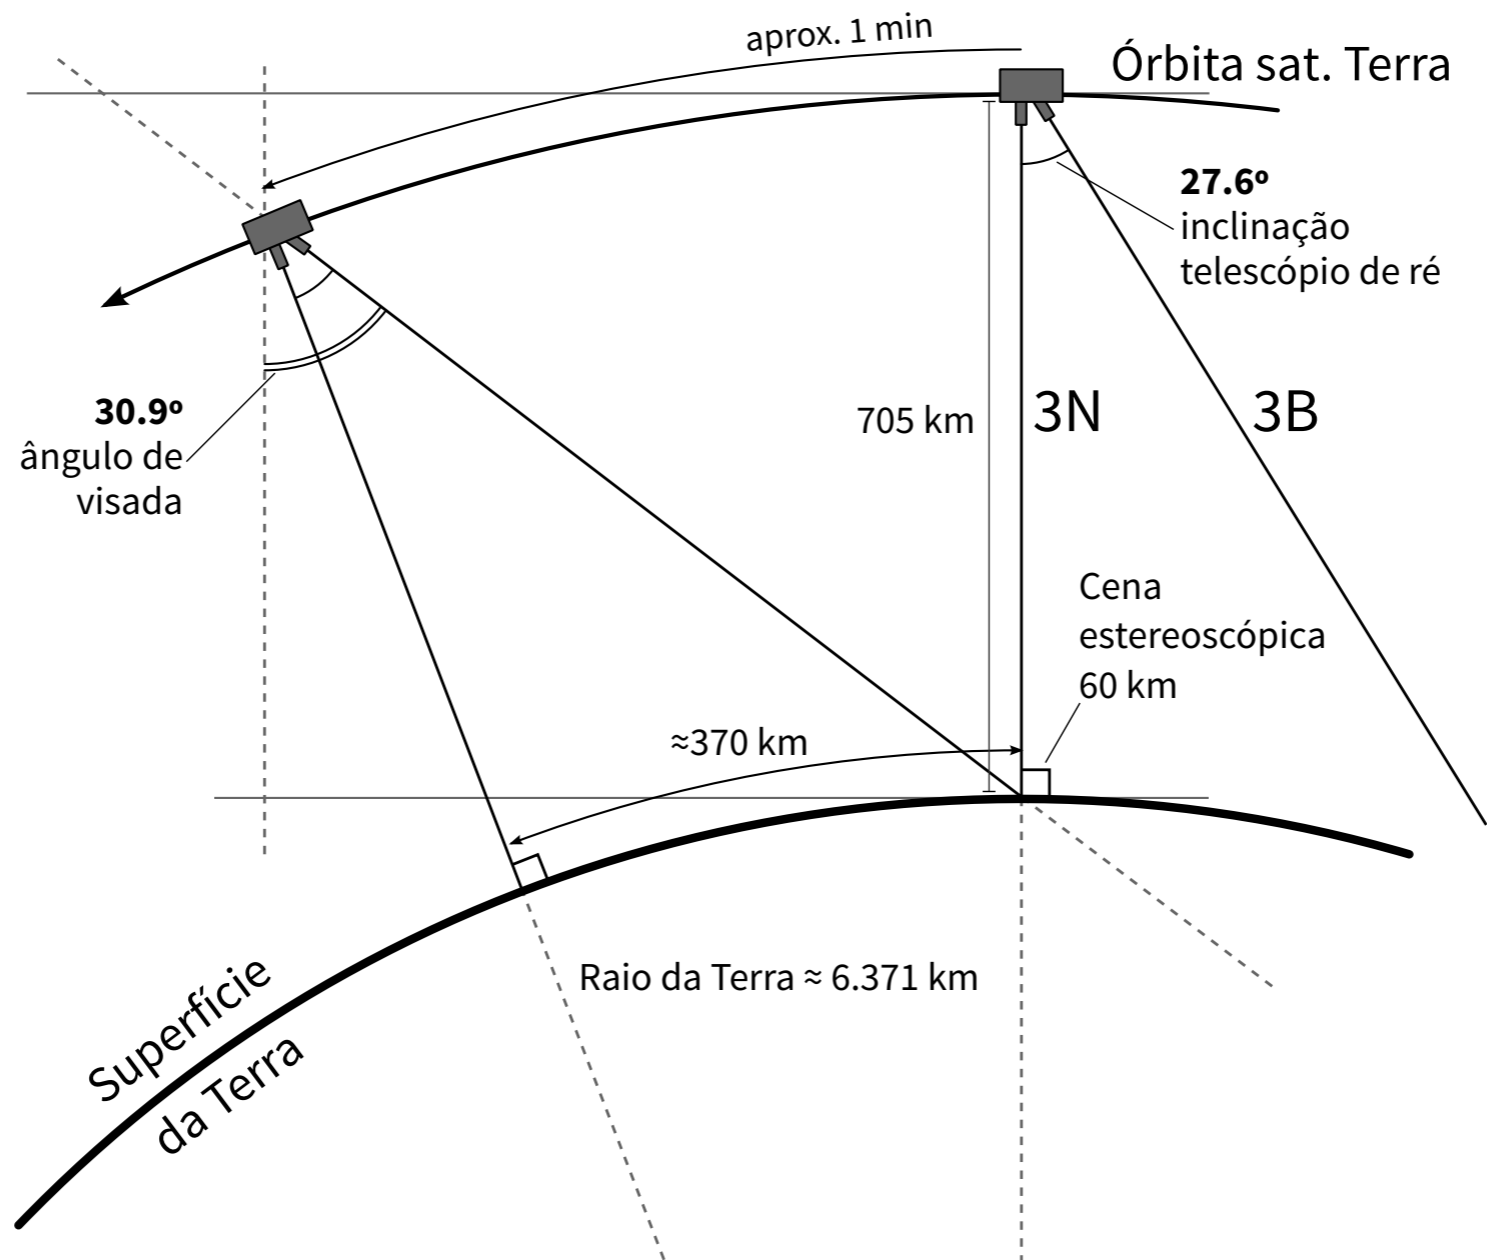 aprox. 1 min
Órbita sat. Terra
27.6º
inclinação
telescópio de ré
30.9º
ângulo de
visada
705 km
3N
3B
Cena
estereoscópica
60 km
≈370 km
Raio da Terra ≈ 6.371 km
Superfície
da Terra